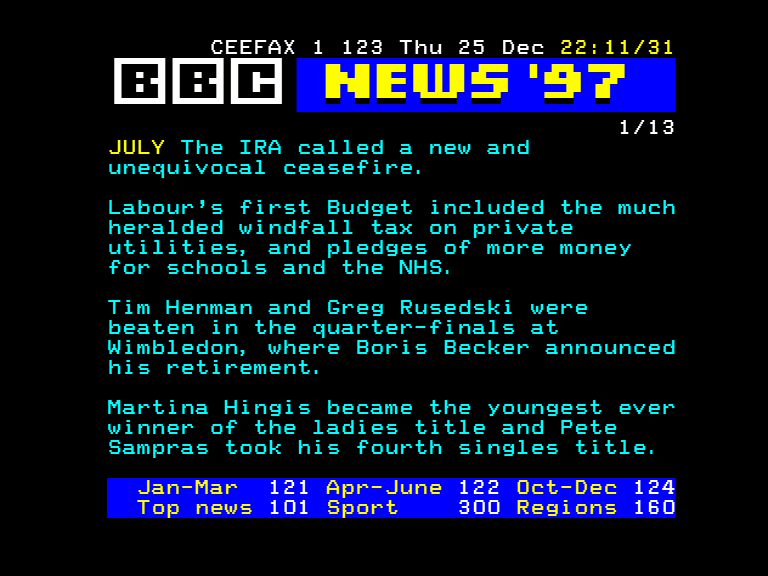 CEEFAX 1 123 Thu 25 Dec 22:11/31
BBC NEWS '97
1/13
JULY The IRA called a new and
unequivocal ceasefire.
Labour's first Budget included the much
heralded windfall tax on private
utilities, and pledges of more money
for schools and the NHS.
Tim Henman and Greg Rusedski were
beaten in the quarter-finals at
Wimbledon, where Boris Becker announced
his retirement.
Martina Hingis became the youngest ever
winner of the ladies title and Pete
Sampras took his fourth singles title.
Jan-Mar 121 Apr-June 122 Oct-Dec 124
Top news 101 Sport 300 Regions 160